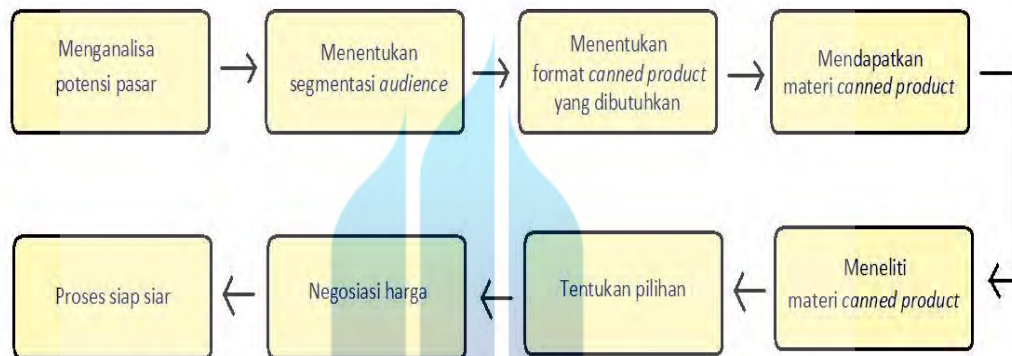 Menganalisa
potensi pasar
Menentukan
segmentasi audience
Menentukan
format canned product
yang dibutuhkan
Mendapatkan
materi canned product
Meneliti
materi canned product
Tentukan pilihan
Negosiasi harga
Proses siap siar